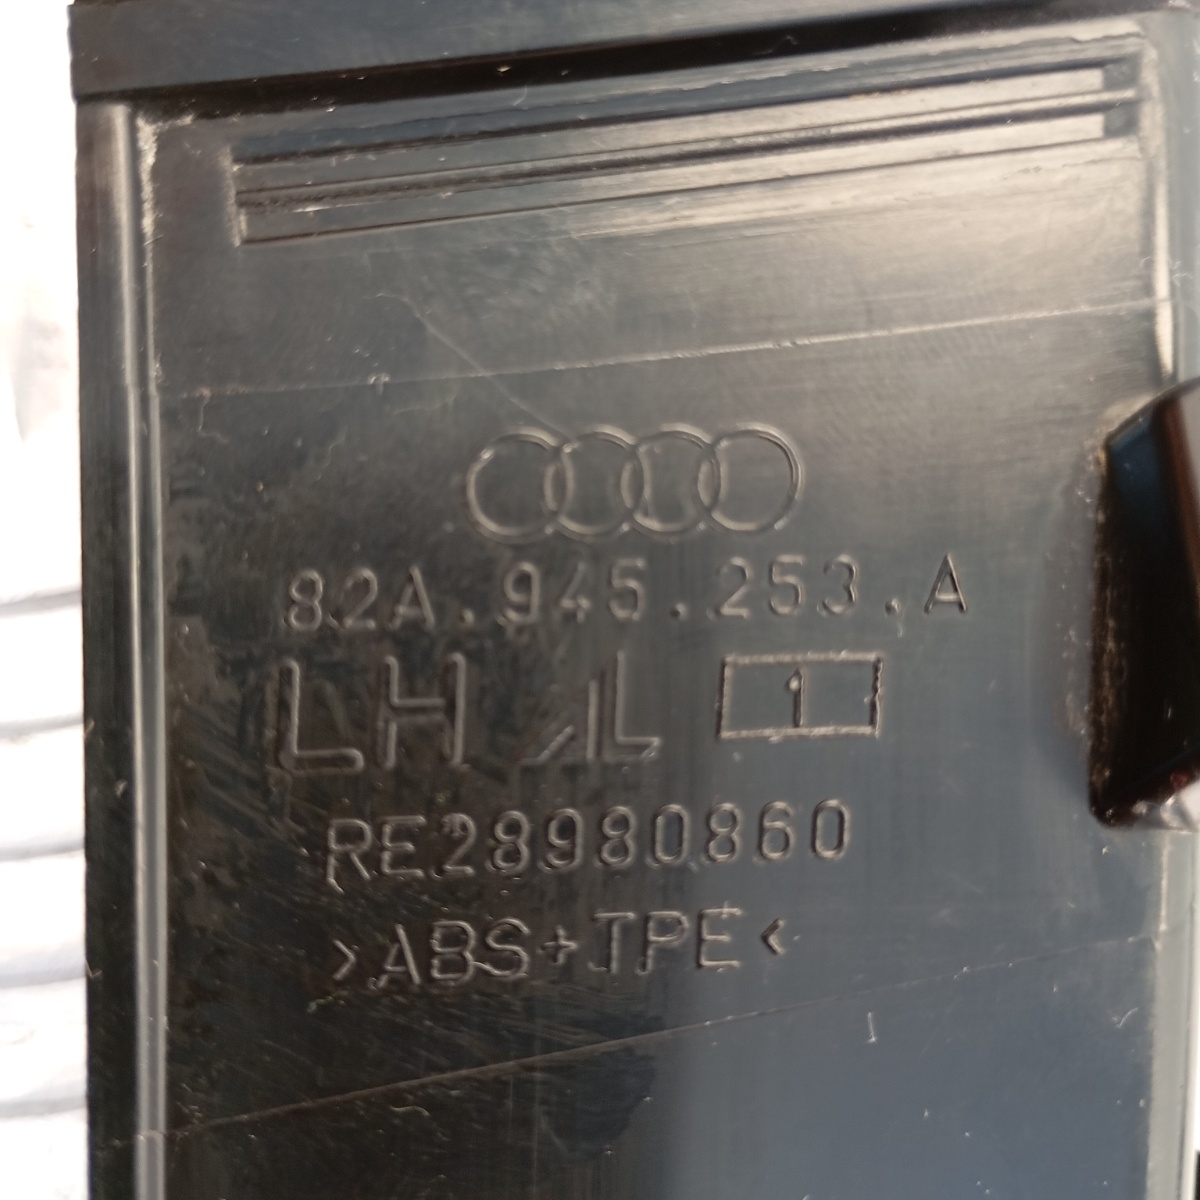 82A.945.253.A
LH 1
RE28980860
>ABS+TPE<